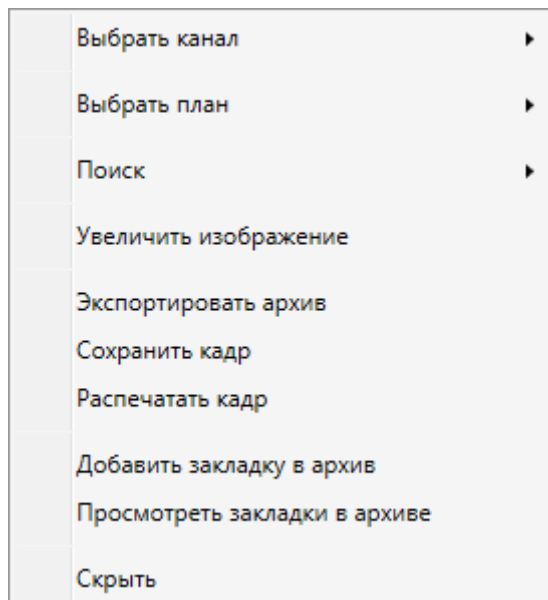 Выбрать канал
Выбрать план
Поиск
Увеличить изображение
Экспортировать архив
Сохранить кадр
Распечатать кадр
Добавить закладку в архив
Просмотреть закладки в архиве
Скрыть